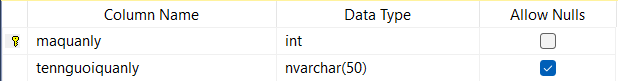 Column Name Data Type Allow Nulls
maquanly int
tennguoiquanly nvarchar(50)